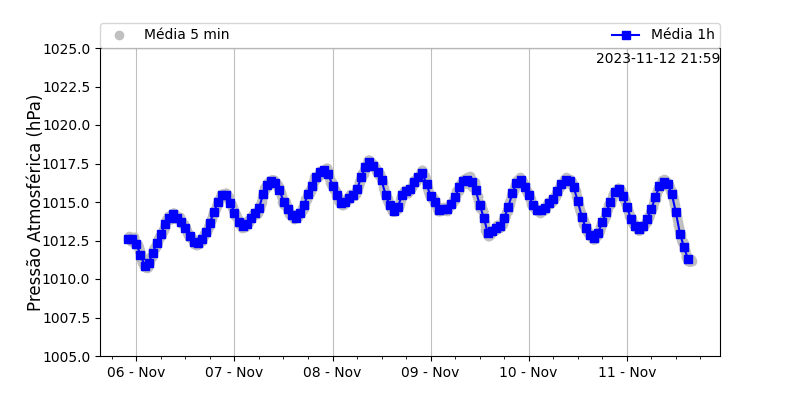 Média 5 min
Média 1h
2023-11-12 21:59
Pressão Atmosférica (hPa)
1025.0
1022.5
1020.0
1017.5
1015.0
1012.5
1010.0
1007.5
1005.0
06 - Nov
07 - Nov
08 - Nov
09 - Nov
10 - Nov
11 - Nov